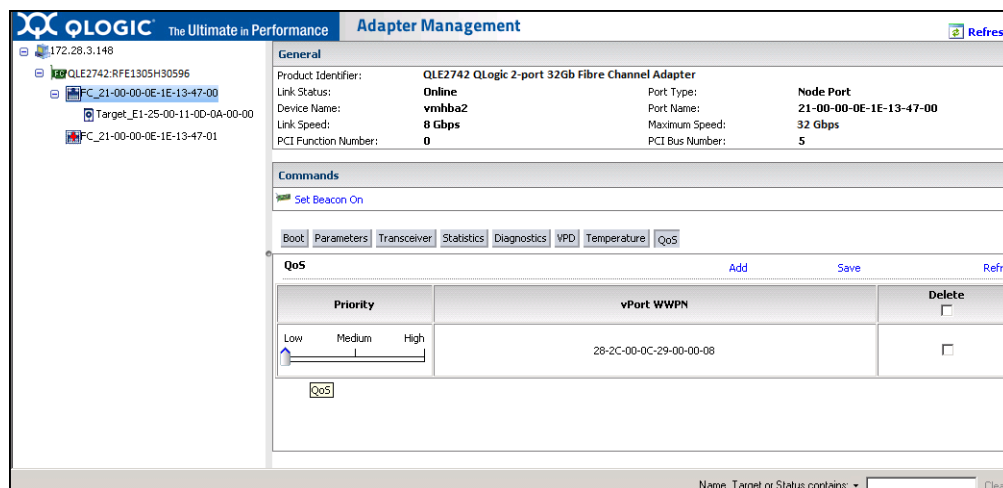 QLOGIC The Ultimate in Performance Adapter Management
Refres
172.28.3.148
QLE2742:RFE1305H30596
FC_21-00-00-0E-1E-13-47-00
Target_E1-25-00-11-0D-0A-00-00
FC_21-00-00-0E-1E-13-47-01
General
Product Identifier: QLE2742 QLogic 2-port 32Gb Fibre Channel Adapter
Link Status: Online Port Type: Node Port
Device Name: vmhba2 Port Name: 21-00-00-0E-1E-13-47-00
Link Speed: 8 Gbps Maximum Speed: 32 Gbps
PCI Function Number: 0 PCI Bus Number: 5
Commands
Set Beacon On
Boot Parameters Transceiver Statistics Diagnostics VPD Temperature QoS
QoS Add Save Refr
Priority vPort WWPN Delete
Low Medium High
28-2C-00-0C-29-00-00-08
QoS
Name, Target or Status contains: Clea